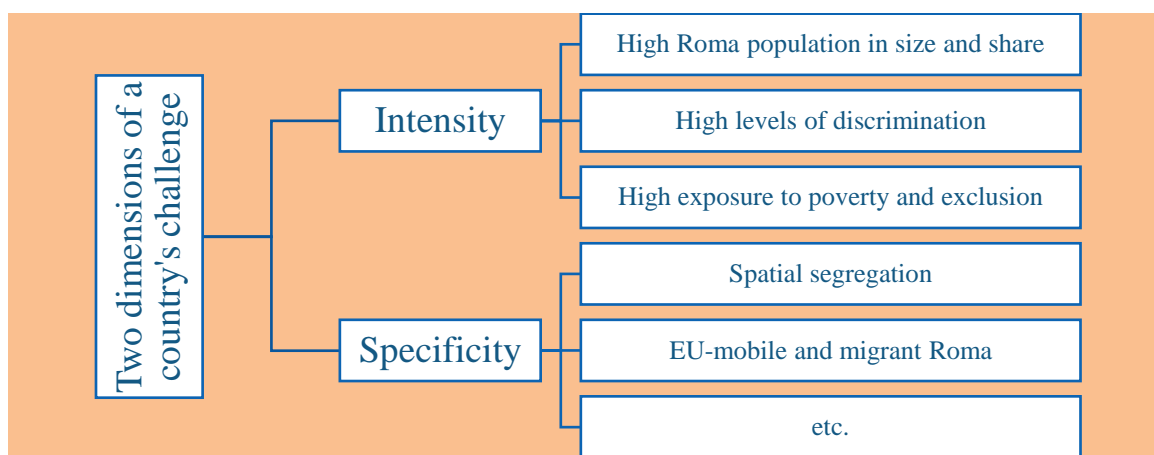 Two dimensions of a
country's challenge
Intensity
High Roma population in size and share
High levels of discrimination
High exposure to poverty and exclusion
Specificity
Spatial segregation
EU-mobile and migrant Roma
etc.